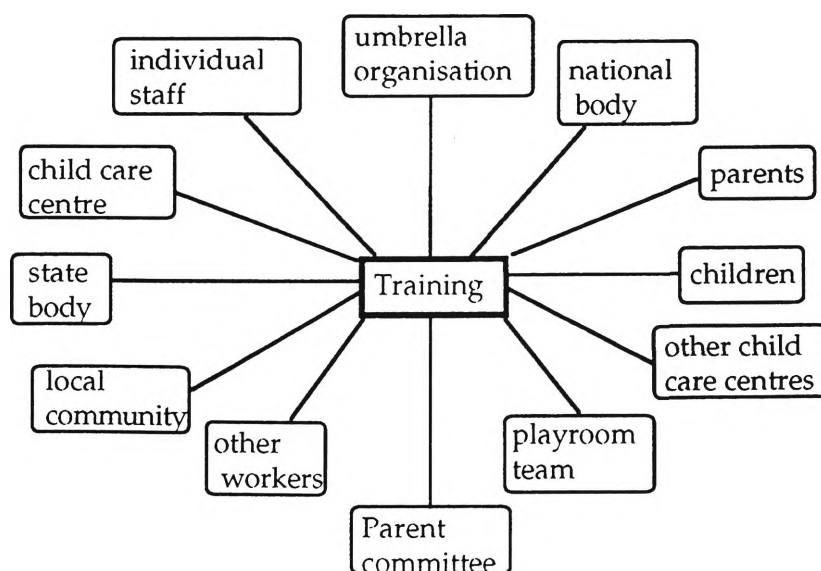 umbrella
organisation
individual
staff
national
body
child care
centre
parents
state
body
Training
children
other child
care centres
local
community
other
workers
playroom
team
Parent
committee